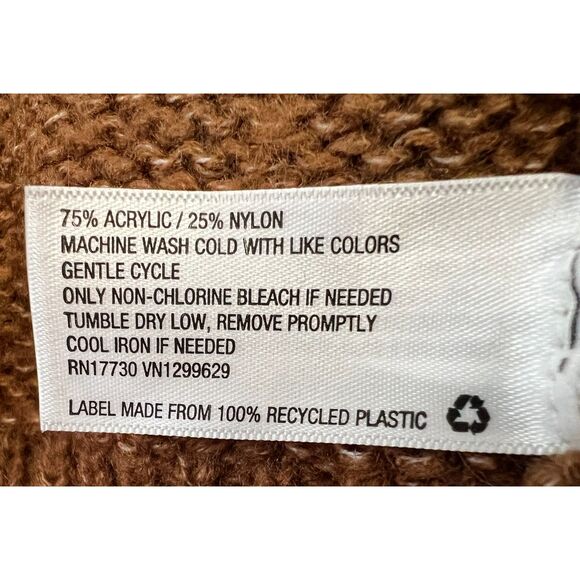 75% ACRYLIC / 25% NYLON
MACHINE WASH COLD WITH LIKE COLORS
GENTLE CYCLE
ONLY NON-CHLORINE BLEACH IF NEEDED
TUMBLE DRY LOW, REMOVE PROMPTLY
COOL IRON IF NEEDED
RN17730 VN1299629
LABEL MADE FROM 100% RECYCLED PLASTIC